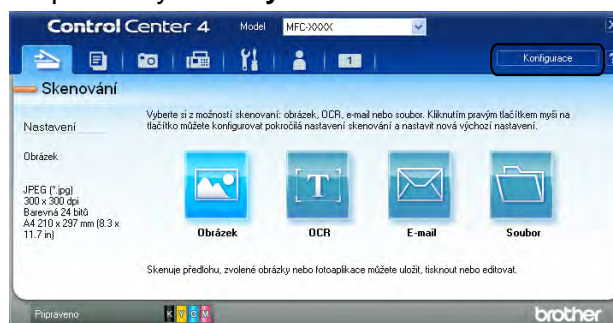 ControlCenter 4 Model MFC-XXXX
1
Konfigurace
?
Skenování
Vyberte si z možností skenovaní: obrázek, OCR, e-mail nebo soubor. Kliknutím pravým tlačítkem myši na
tlačítko můžete konfigurovat pokročilá nastavení skenování a nastavit nová výchozí nastavení.
Nastavení
Obrázek
JPEG (*.jpg)
300 x 300 dpi
Barevná 24 bitů
A4 210 x 297 mm (8.3 x
11.7 in)
T
Obrázek OCR E-mail Soubor
Skenuje předlohu, zvolené obrázky nebo fotoaplikace můžete uložit, tisknout nebo editovat.
Připraveno K Y C M brother